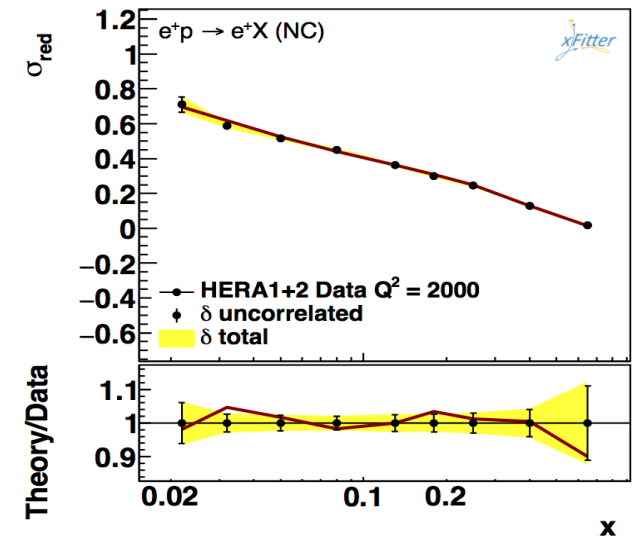 1.2
e⁺p → e⁺X (NC)
xFitter
σred
1
0.8
0.6
0.4
0.2
0
−0.2
−0.4
−0.6
HERA1+2 Data Q² = 2000
δ uncorrelated
δ total
Theory/Data
1.1
1
0.9
0.02
0.1
0.2
x